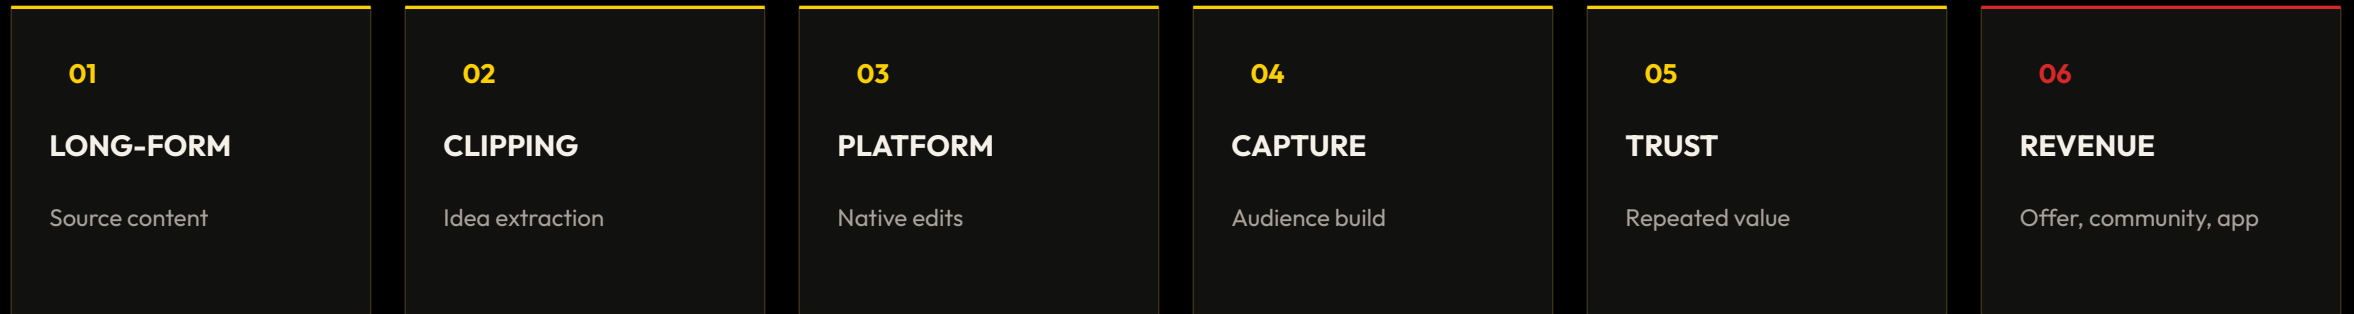 01
LONG-FORM
Source content
02
CLIPPING
Idea extraction
03
PLATFORM
Native edits
04
CAPTURE
Audience build
05
TRUST
Repeated value
06
REVENUE
Offer, community, app